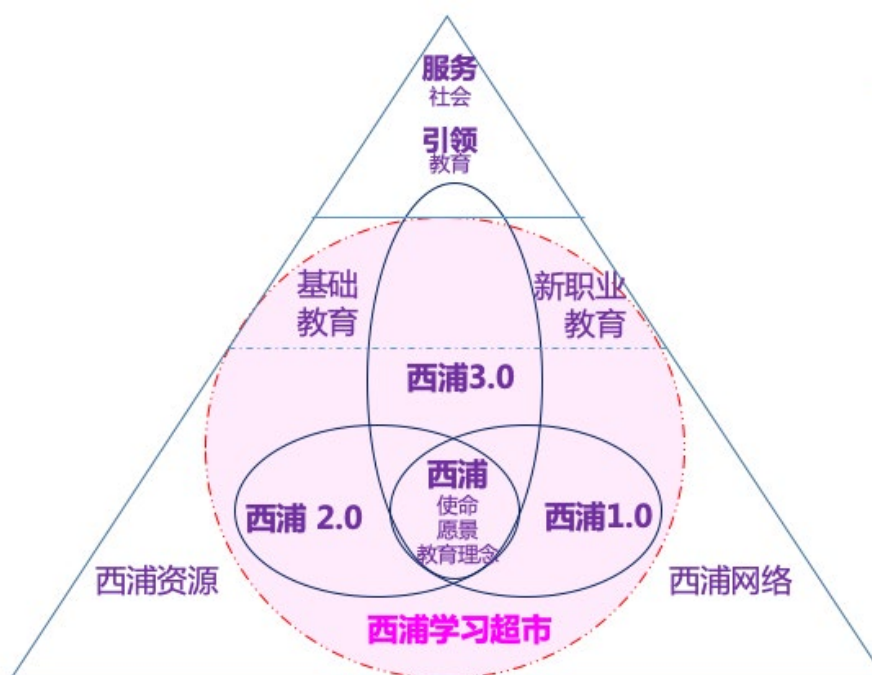 服务
社会
引领
教育
基础
教育
新职业
教育
西浦3.0
西浦
使命
愿景
教育理念
西浦 2.0
西浦1.0
西浦资源
西浦网络
西浦学习超市